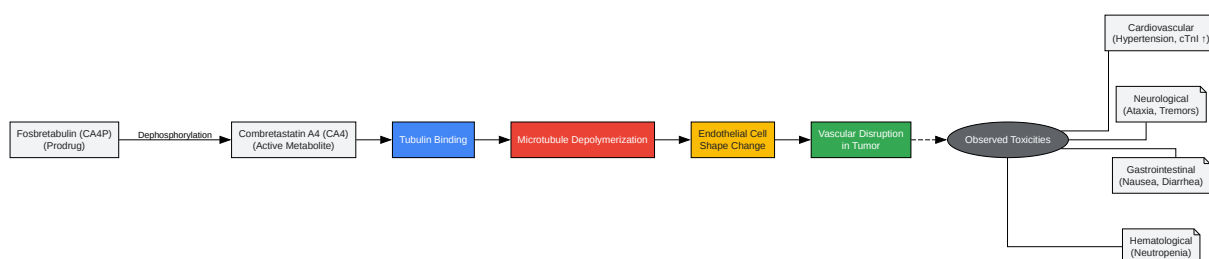 Fosbretabulin (CA4P)
(Prodrug)
Dephosphorylation
Combretastatin A4 (CA4)
(Active Metabolite)
Tubulin Binding
Microtubule Depolymerization
Endothelial Cell
Shape Change
Vascular Disruption
in Tumor
Observed Toxicities
Cardiovascular
(Hypertension, cTnI ↑)
Neurological
(Ataxia, Tremors)
Gastrointestinal
(Nausea, Diarrhea)
Hematological
(Neutropenia)